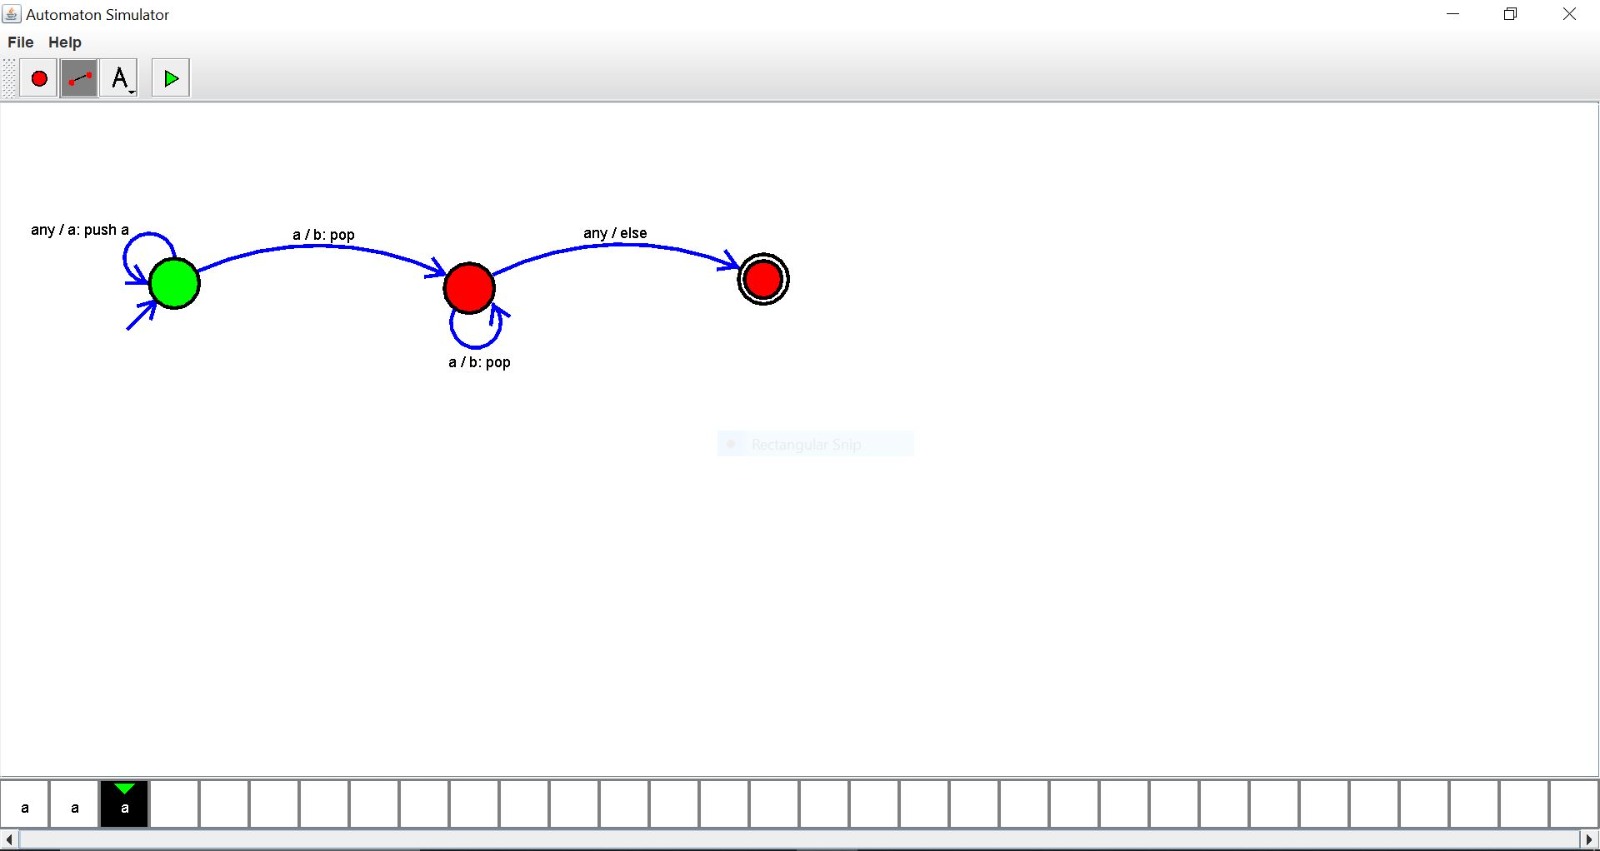 Automaton Simulator
File Help
A
any / a: push a
a / b: pop
any / else
a / b: pop
Rectangular Snip
a a a